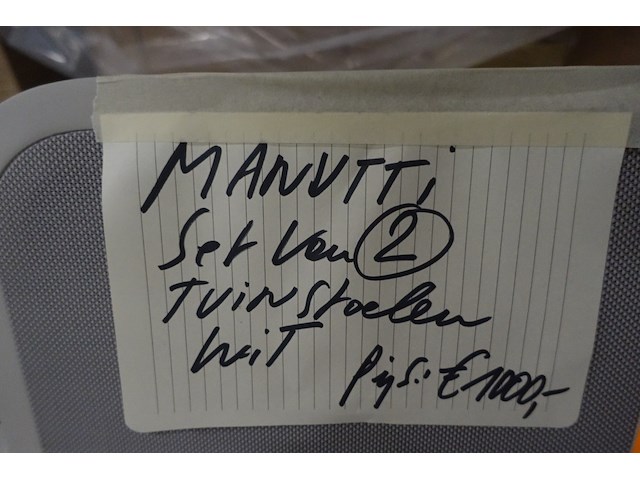 MANUTTi
Set Van 2
TUiNStoelen
WiT
Prijs: € 1000,-